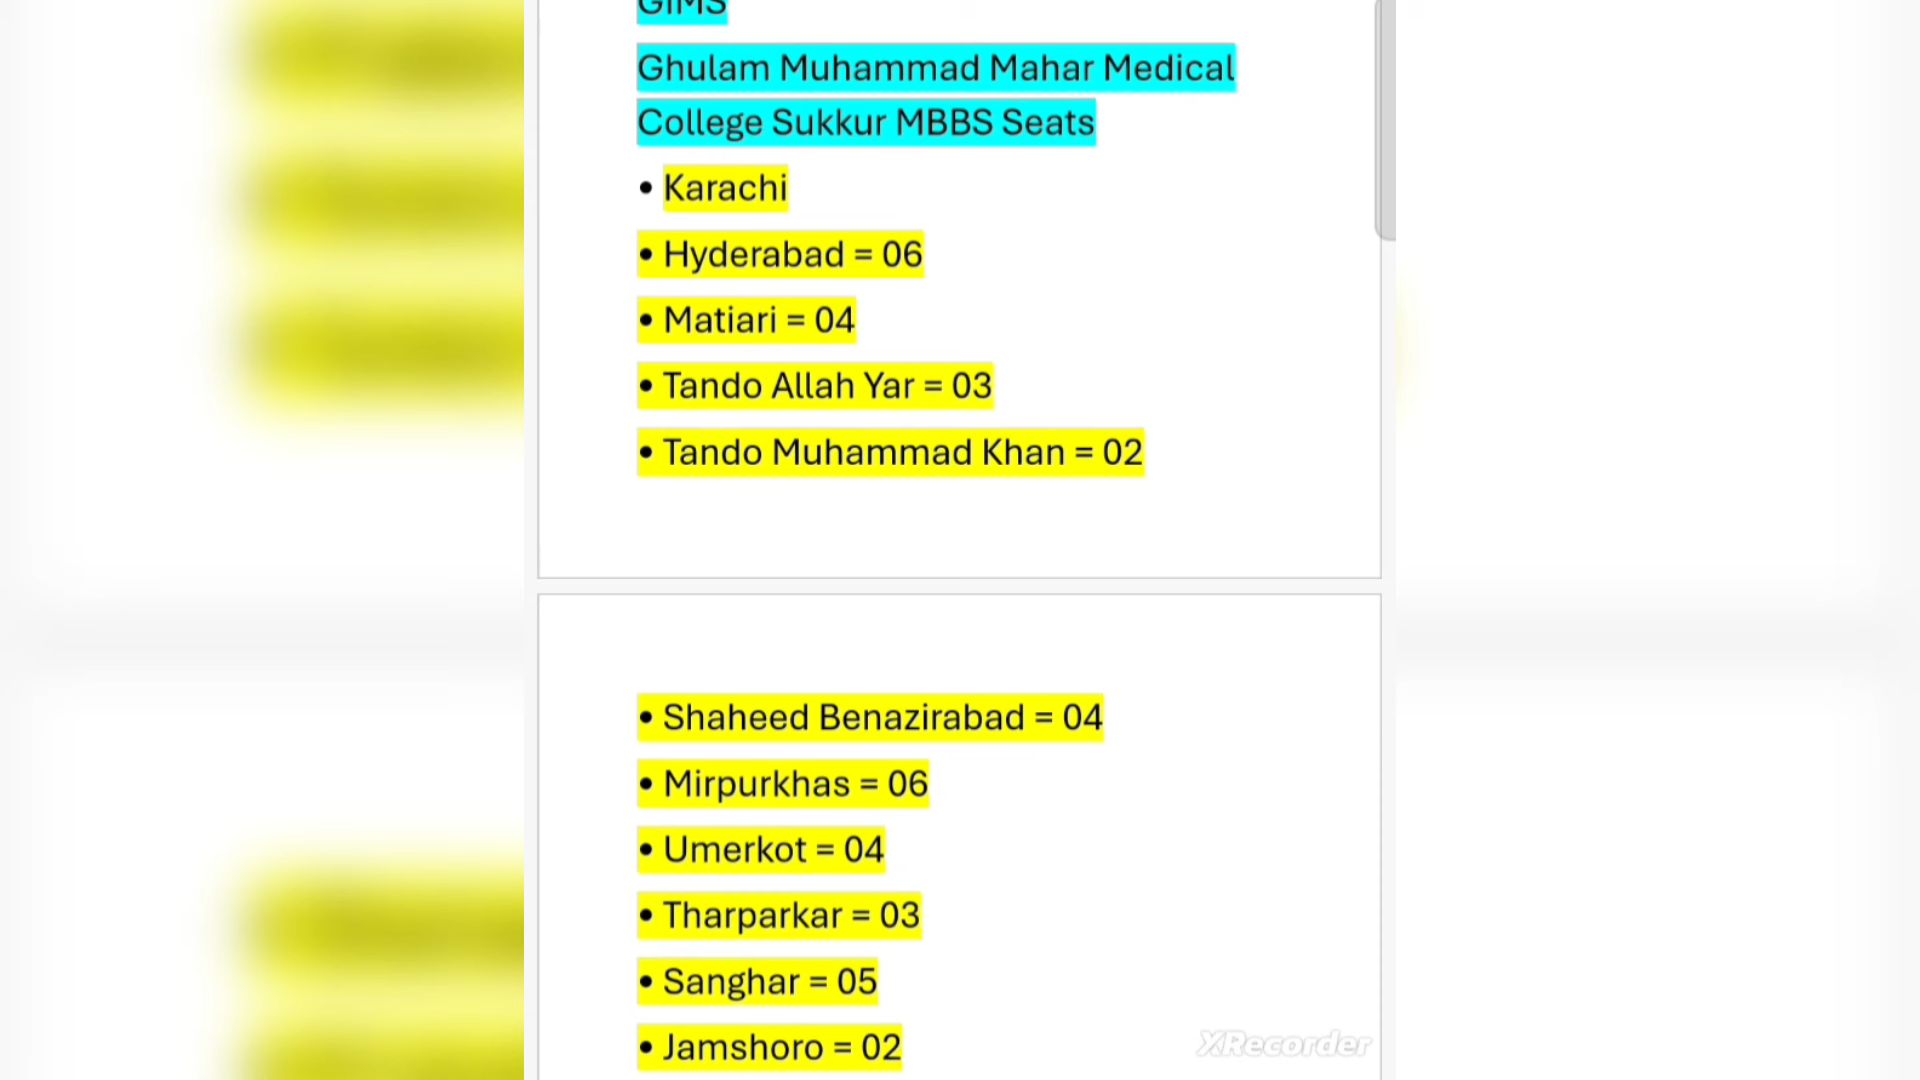 GIMS
Ghulam Muhammad Mahar Medical
College Sukkur MBBS Seats
• Karachi
• Hyderabad = 06
• Matiari = 04
• Tando Allah Yar = 03
• Tando Muhammad Khan = 02
• Shaheed Benazirabad = 04
• Mirpurkhas = 06
• Umerkot = 04
• Tharparkar = 03
• Sanghar = 05
• Jamshoro = 02
XRecorder